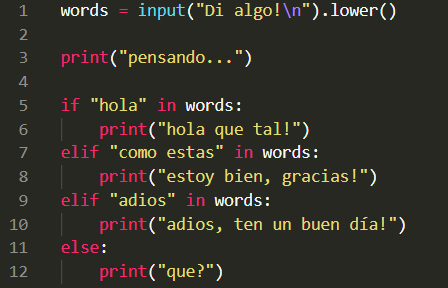 1 words = input("Di algo!\n").lower()
2
3 print("pensando...")
4
5 if "hola" in words:
6     print("hola que tal!")
7 elif "como estas" in words:
8     print("estoy bien, gracias!")
9 elif "adios" in words:
10     print("adios, ten un buen día!")
11 else:
12     print("que?")